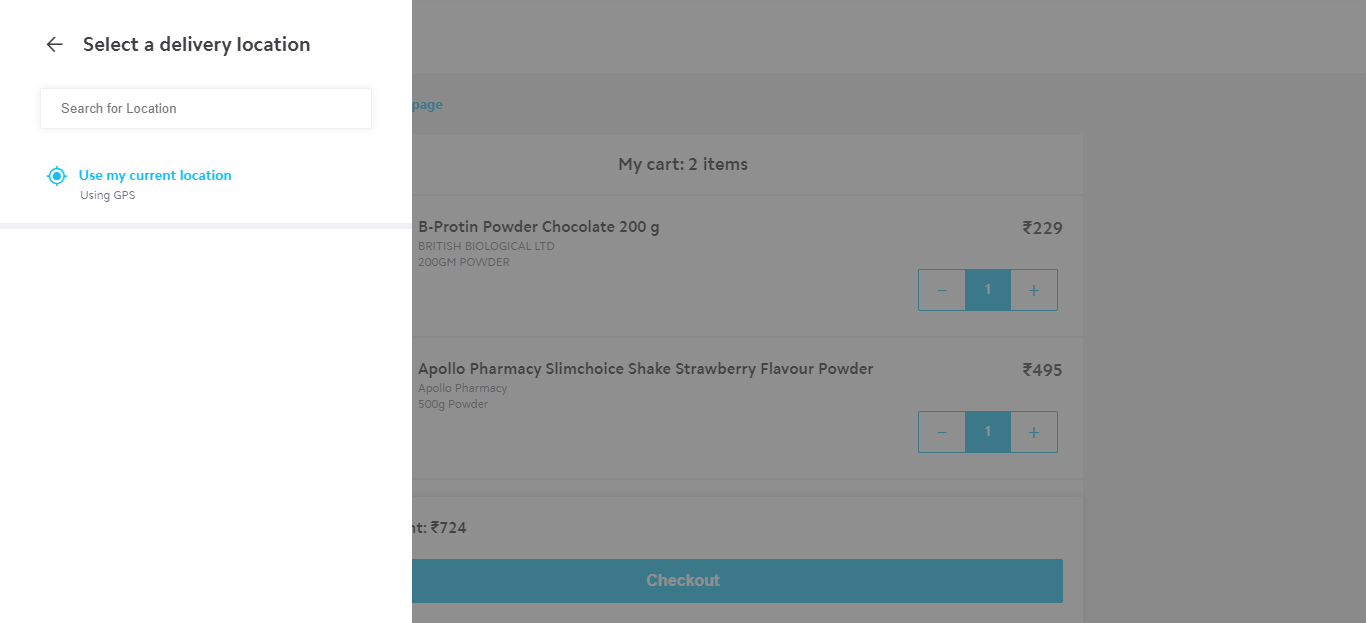 Select a delivery location
Search for Location
Use my current location
Using GPS
page
My cart: 2 items
B-Protin Powder Chocolate 200 g
₹229
BRITISH BIOLOGICAL LTD
200GM POWDER
− 1 +
Apollo Pharmacy Slimchoice Shake Strawberry Flavour Powder
₹495
Apollo Pharmacy
500g Powder
− 1 +
nt: ₹724
Checkout